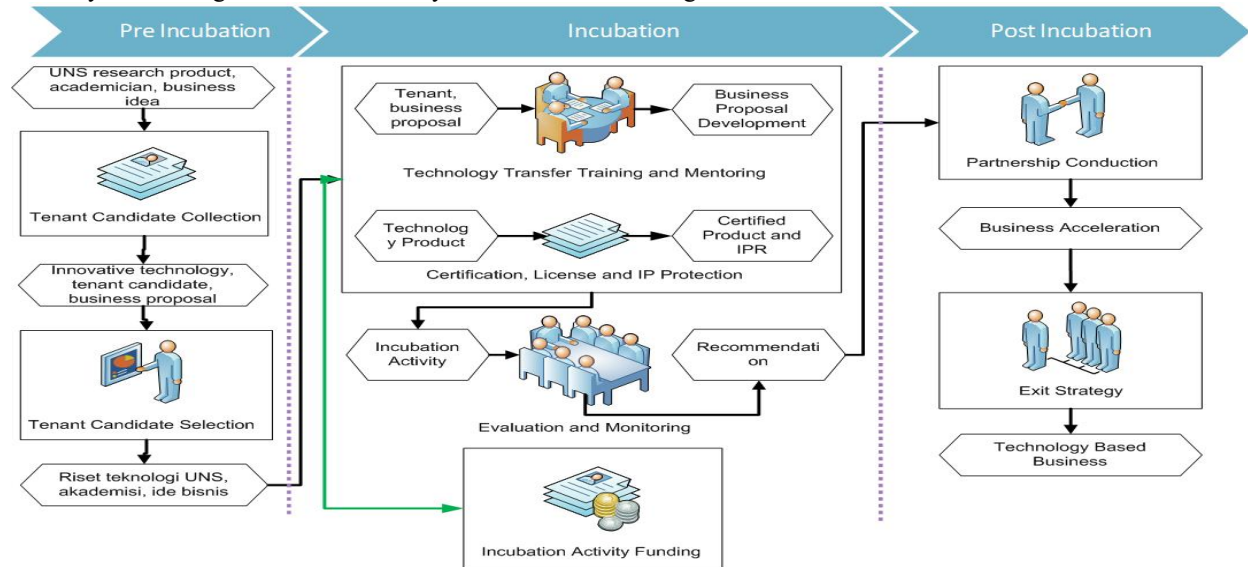 Pre Incubation
Incubation
Post Incubation
UNS research product,
academician, business
idea
Tenant Candidate Collection
Innovative technology,
tenant candidate,
business proposal
Tenant Candidate Selection
Riset teknologi UNS,
akademisi, ide bisnis
Tenant,
business
proposal
Business
Proposal
Development
Technology Transfer Training and Mentoring
Technolog
y Product
Certified
Product and
IPR
Certification, License and IP Protection
Incubation
Activity
Recommendati
on
Evaluation and Monitoring
Incubation Activity Funding
Partnership Conduction
Business Acceleration
Exit Strategy
Technology Based
Business